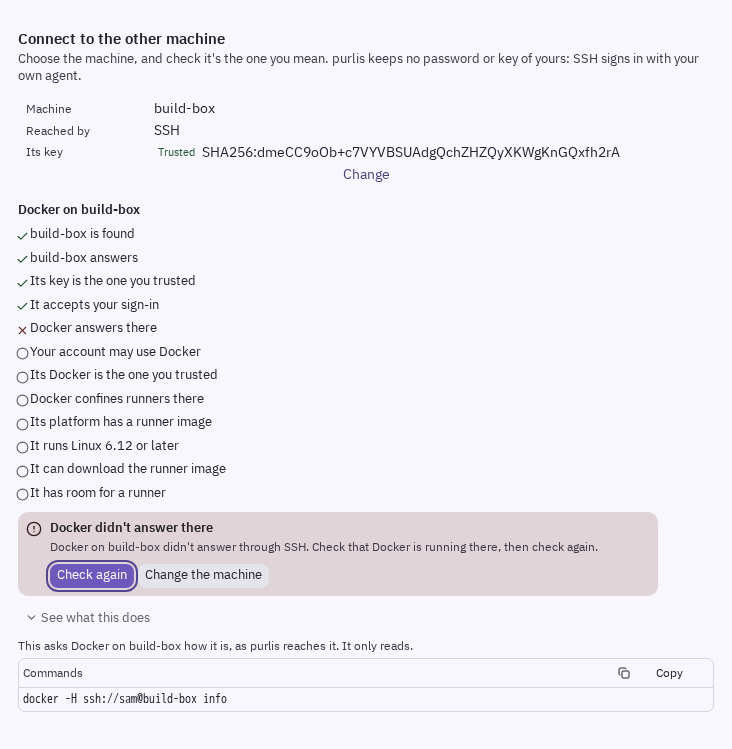 Connect to the other machine
Choose the machine, and check it's the one you mean. purlis keeps no password or key of yours: SSH signs in with your
own agent.
Machine build-box
Reached by SSH
Its key Trusted SHA256:dmeCC9oOb+c7VYVBSUAdgQchZHZQyXKWgKnGQxfh2rA
Change
Docker on build-box
build-box is found
build-box answers
Its key is the one you trusted
It accepts your sign-in
Docker answers there
Your account may use Docker
Its Docker is the one you trusted
Docker confines runners there
Its platform has a runner image
It runs Linux 6.12 or later
It can download the runner image
It has room for a runner
Docker didn't answer there
Docker on build-box didn't answer through SSH. Check that Docker is running there, then check again.
Check again Change the machine
See what this does
This asks Docker on build-box how it is, as purlis reaches it. It only reads.
Commands Copy
docker -H ssh://sam@build-box info